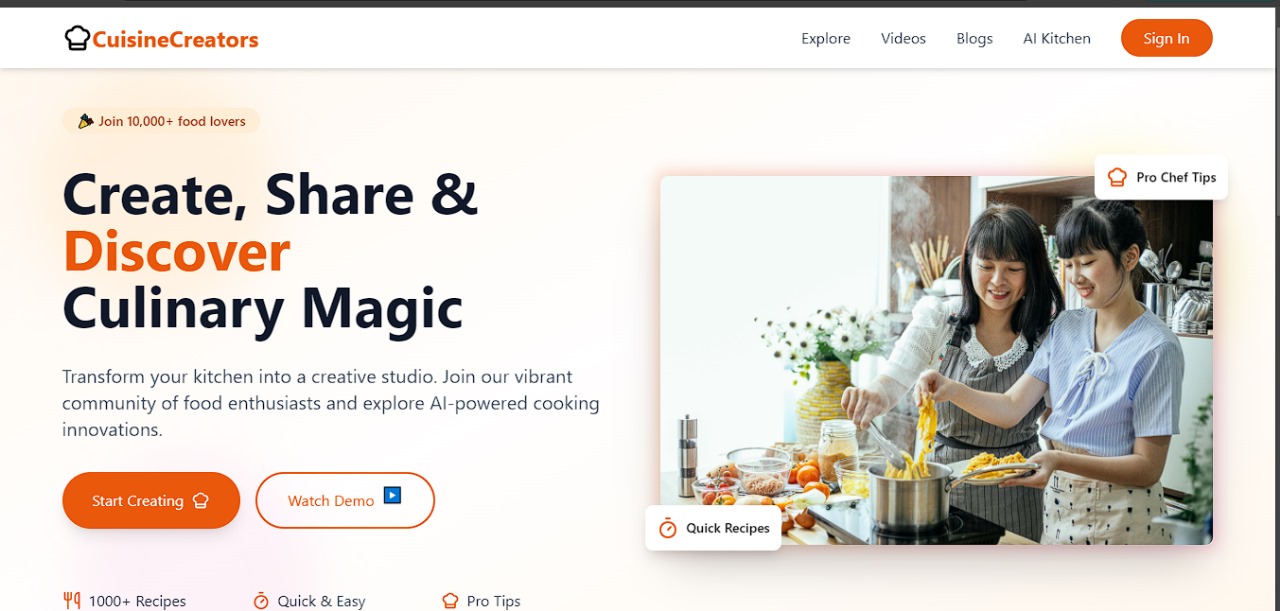 CuisineCreators
Explore
Videos
Blogs
AI Kitchen
Sign In
Join 10,000+ food lovers
Create, Share &
Discover
Culinary Magic
Transform your kitchen into a creative studio. Join our vibrant
community of food enthusiasts and explore AI-powered cooking
innovations.
Start Creating
Watch Demo
Pro Chef Tips
Quick Recipes
1000+ Recipes
Quick & Easy
Pro Tips